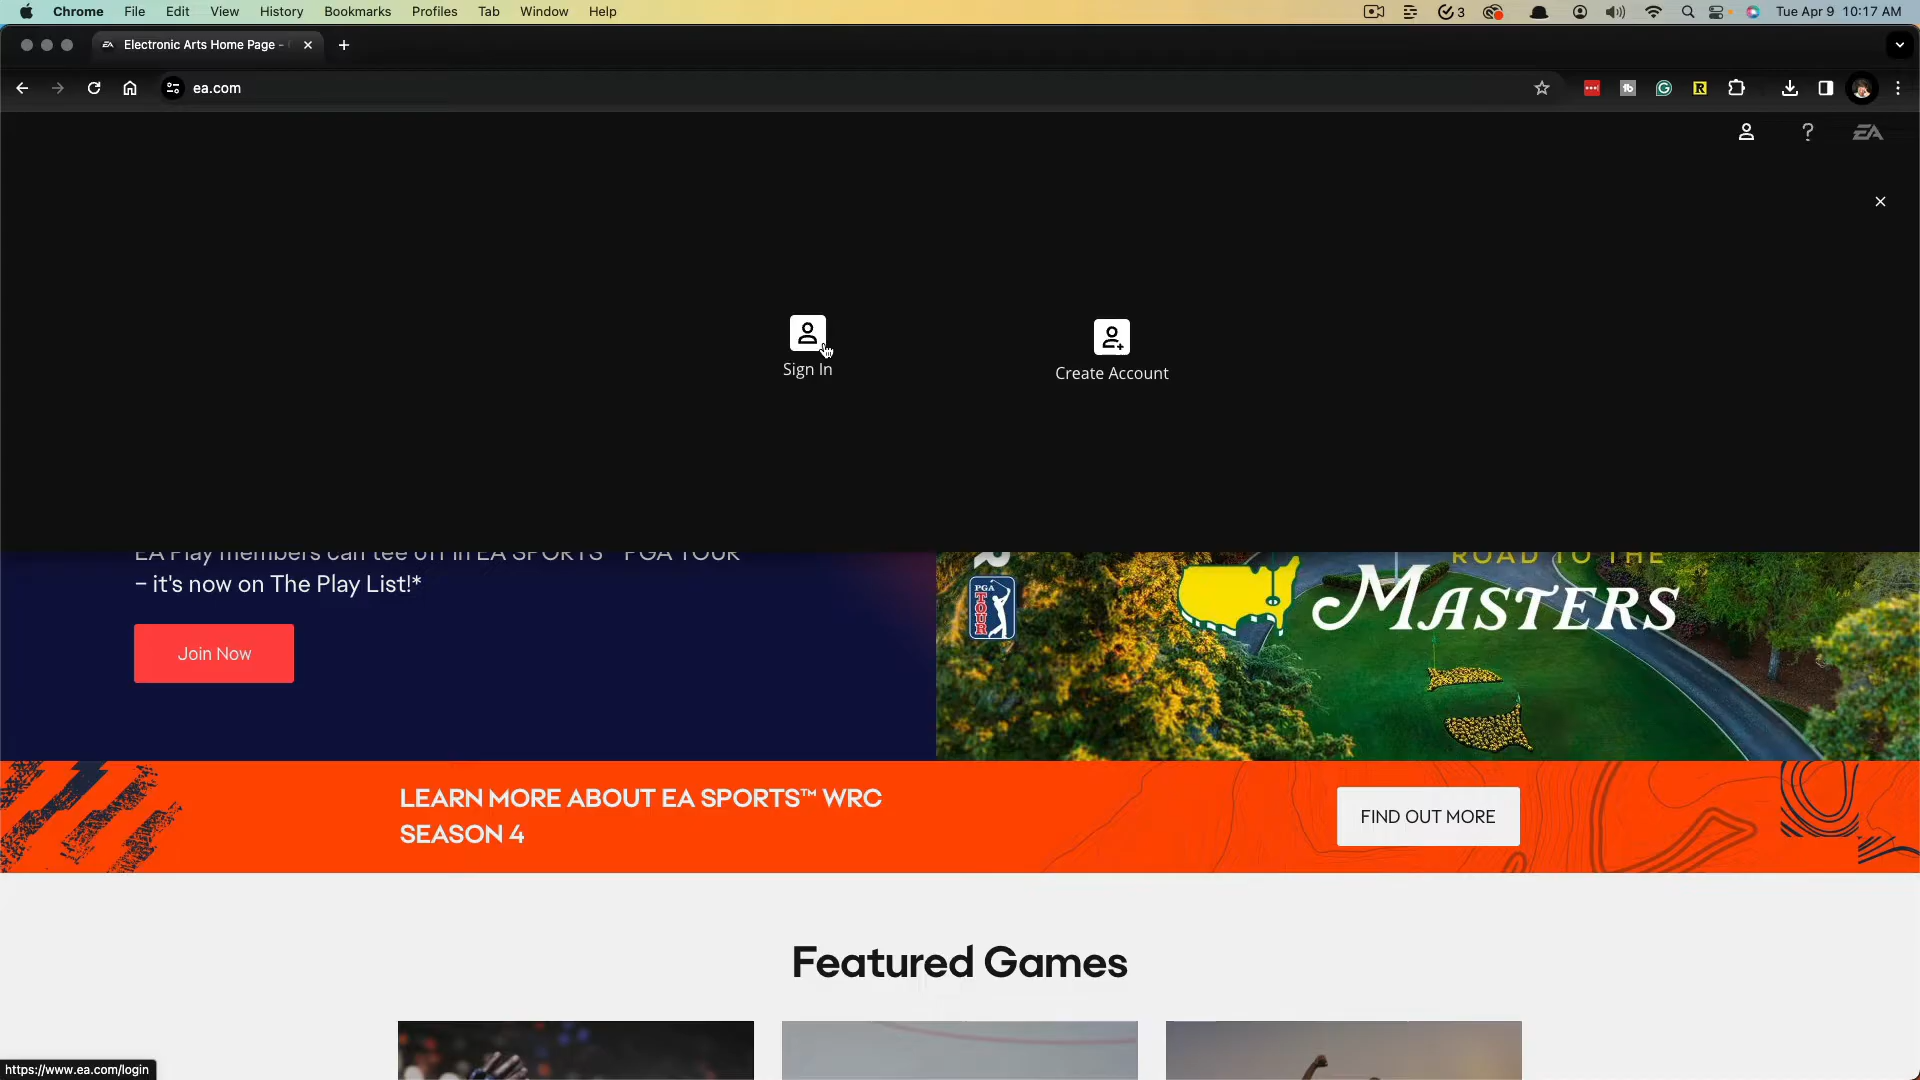 Chrome File Edit View History Bookmarks Profiles Tab Window Help 3 Tue Apr 9 10:17 AM
EA Electronic Arts Home Page -
ea.com
? EA
Sign In
Create Account
EA Play members can tee off in EA SPORTS™ PGA TOUR
– it's now on The Play List!*
Join Now
ROAD TO THE
MASTERS
PGA
TOUR
LEARN MORE ABOUT EA SPORTS™ WRC
SEASON 4
FIND OUT MORE
Featured Games
https://www.ea.com/login